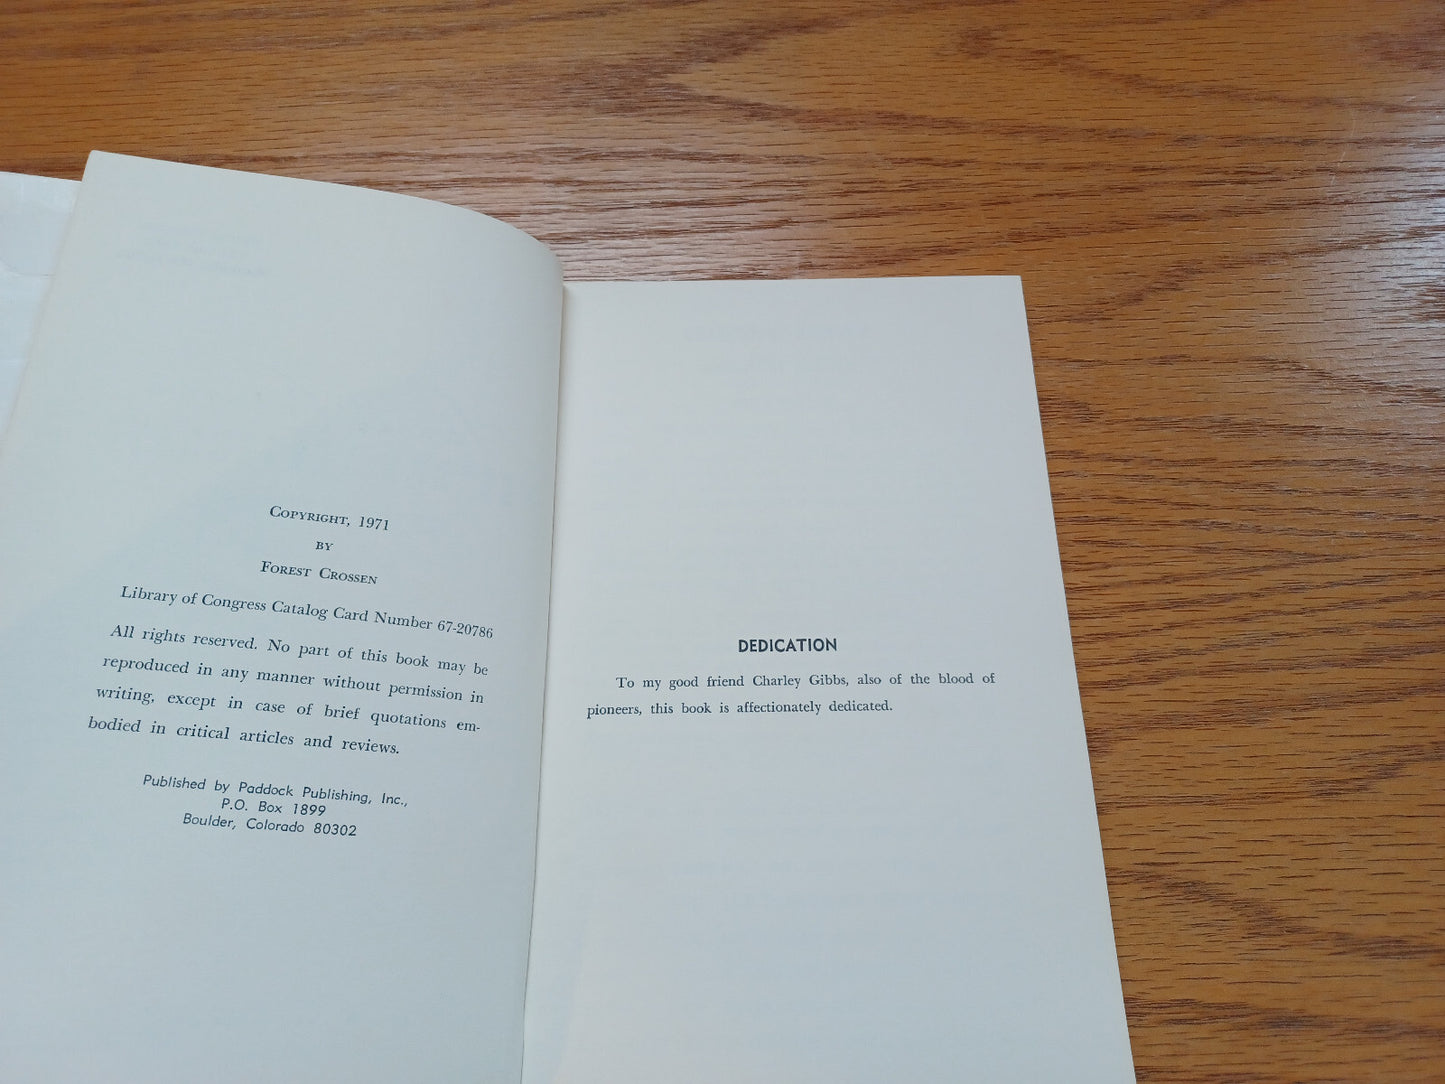 Copyright, 1971
by
Forest Crossen
Library of Congress Catalog Card Number 67-20786
All rights reserved. No part of this book may be
reproduced in any manner without permission in
writing, except in case of brief quotations em-
bodied in critical articles and reviews.
Published by Paddock Publishing, Inc.,
P.O. Box 1899
Boulder, Colorado 80302
DEDICATION
To my good friend Charley Gibbs, also of the blood of
pioneers, this book is affectionately dedicated.